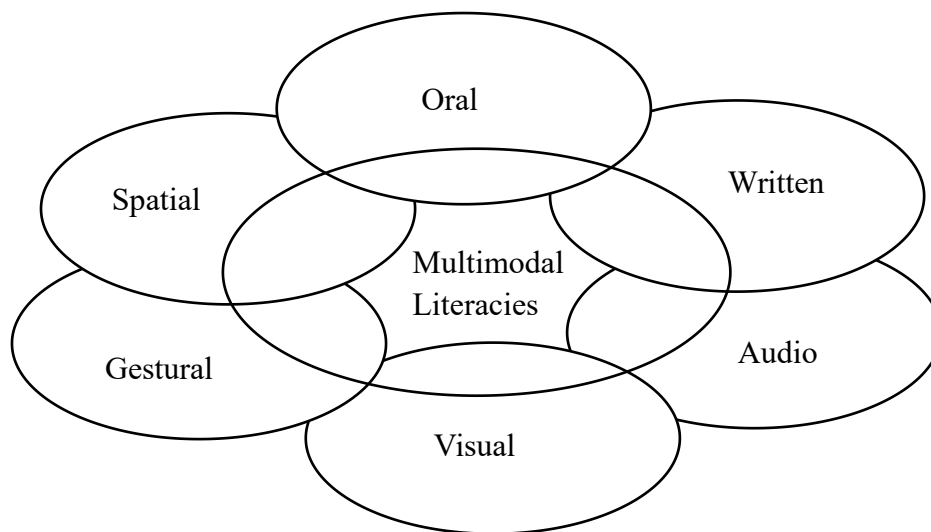 Oral
Written
Spatial
Multimodal
Literacies
Audio
Gestural
Visual